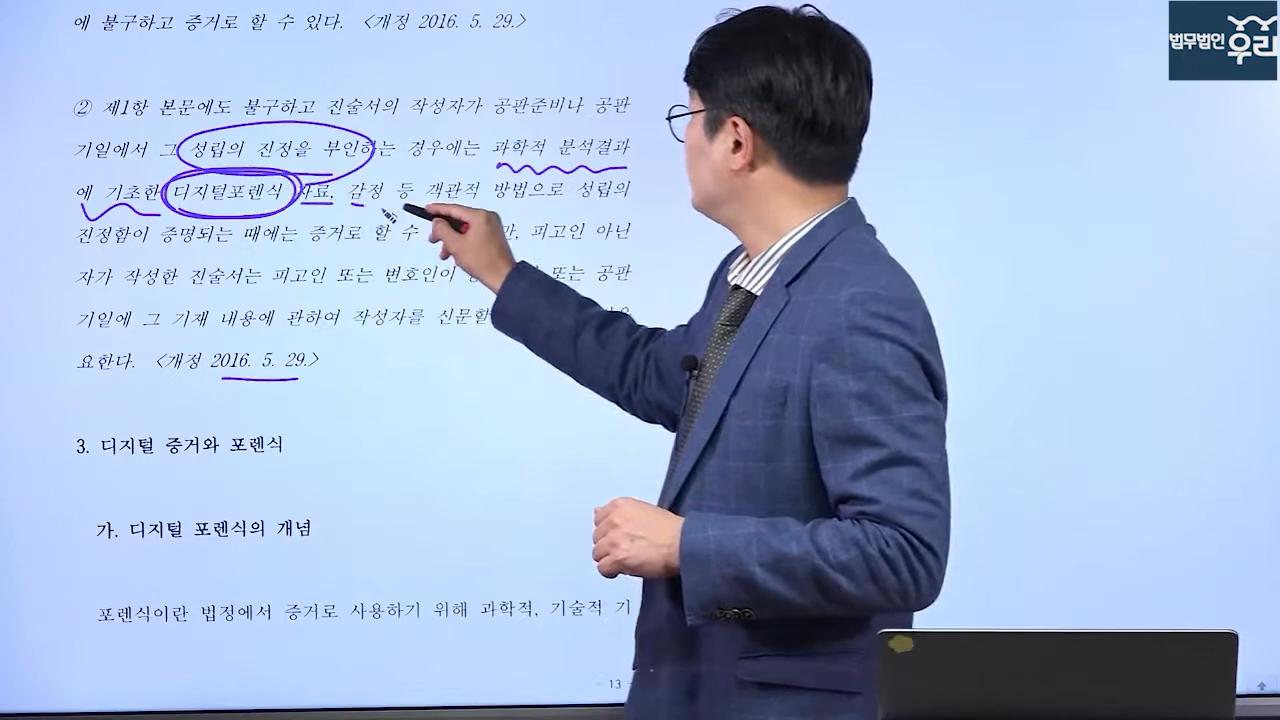 에 불구하고 증거로 할 수 있다. <개정 2016. 5. 29.>
② 제1항 본문에도 불구하고 진술서의 작성자가 공판준비나 공판
기일에서 그 성립의 진정을 부인하는 경우에는 과학적 분석결과
에 기초한 디지털포렌식 자료, 감정 등 객관적 방법으로 성립의
진정함이 증명되는 때에는 증거로 할 수 피고인 아닌
자가 작성한 진술서는 피고인 또는 변호인이 또는 공판
기일에 그 기재 내용에 관하여 작성자를 신문할
요한다. <개정 2016. 5. 29.>
3. 디지털 증거와 포렌식
가. 디지털 포렌식의 개념
포렌식이란 법정에서 증거로 사용하기 위해 과학적, 기술적 기
- 13 -
법무법인 우리